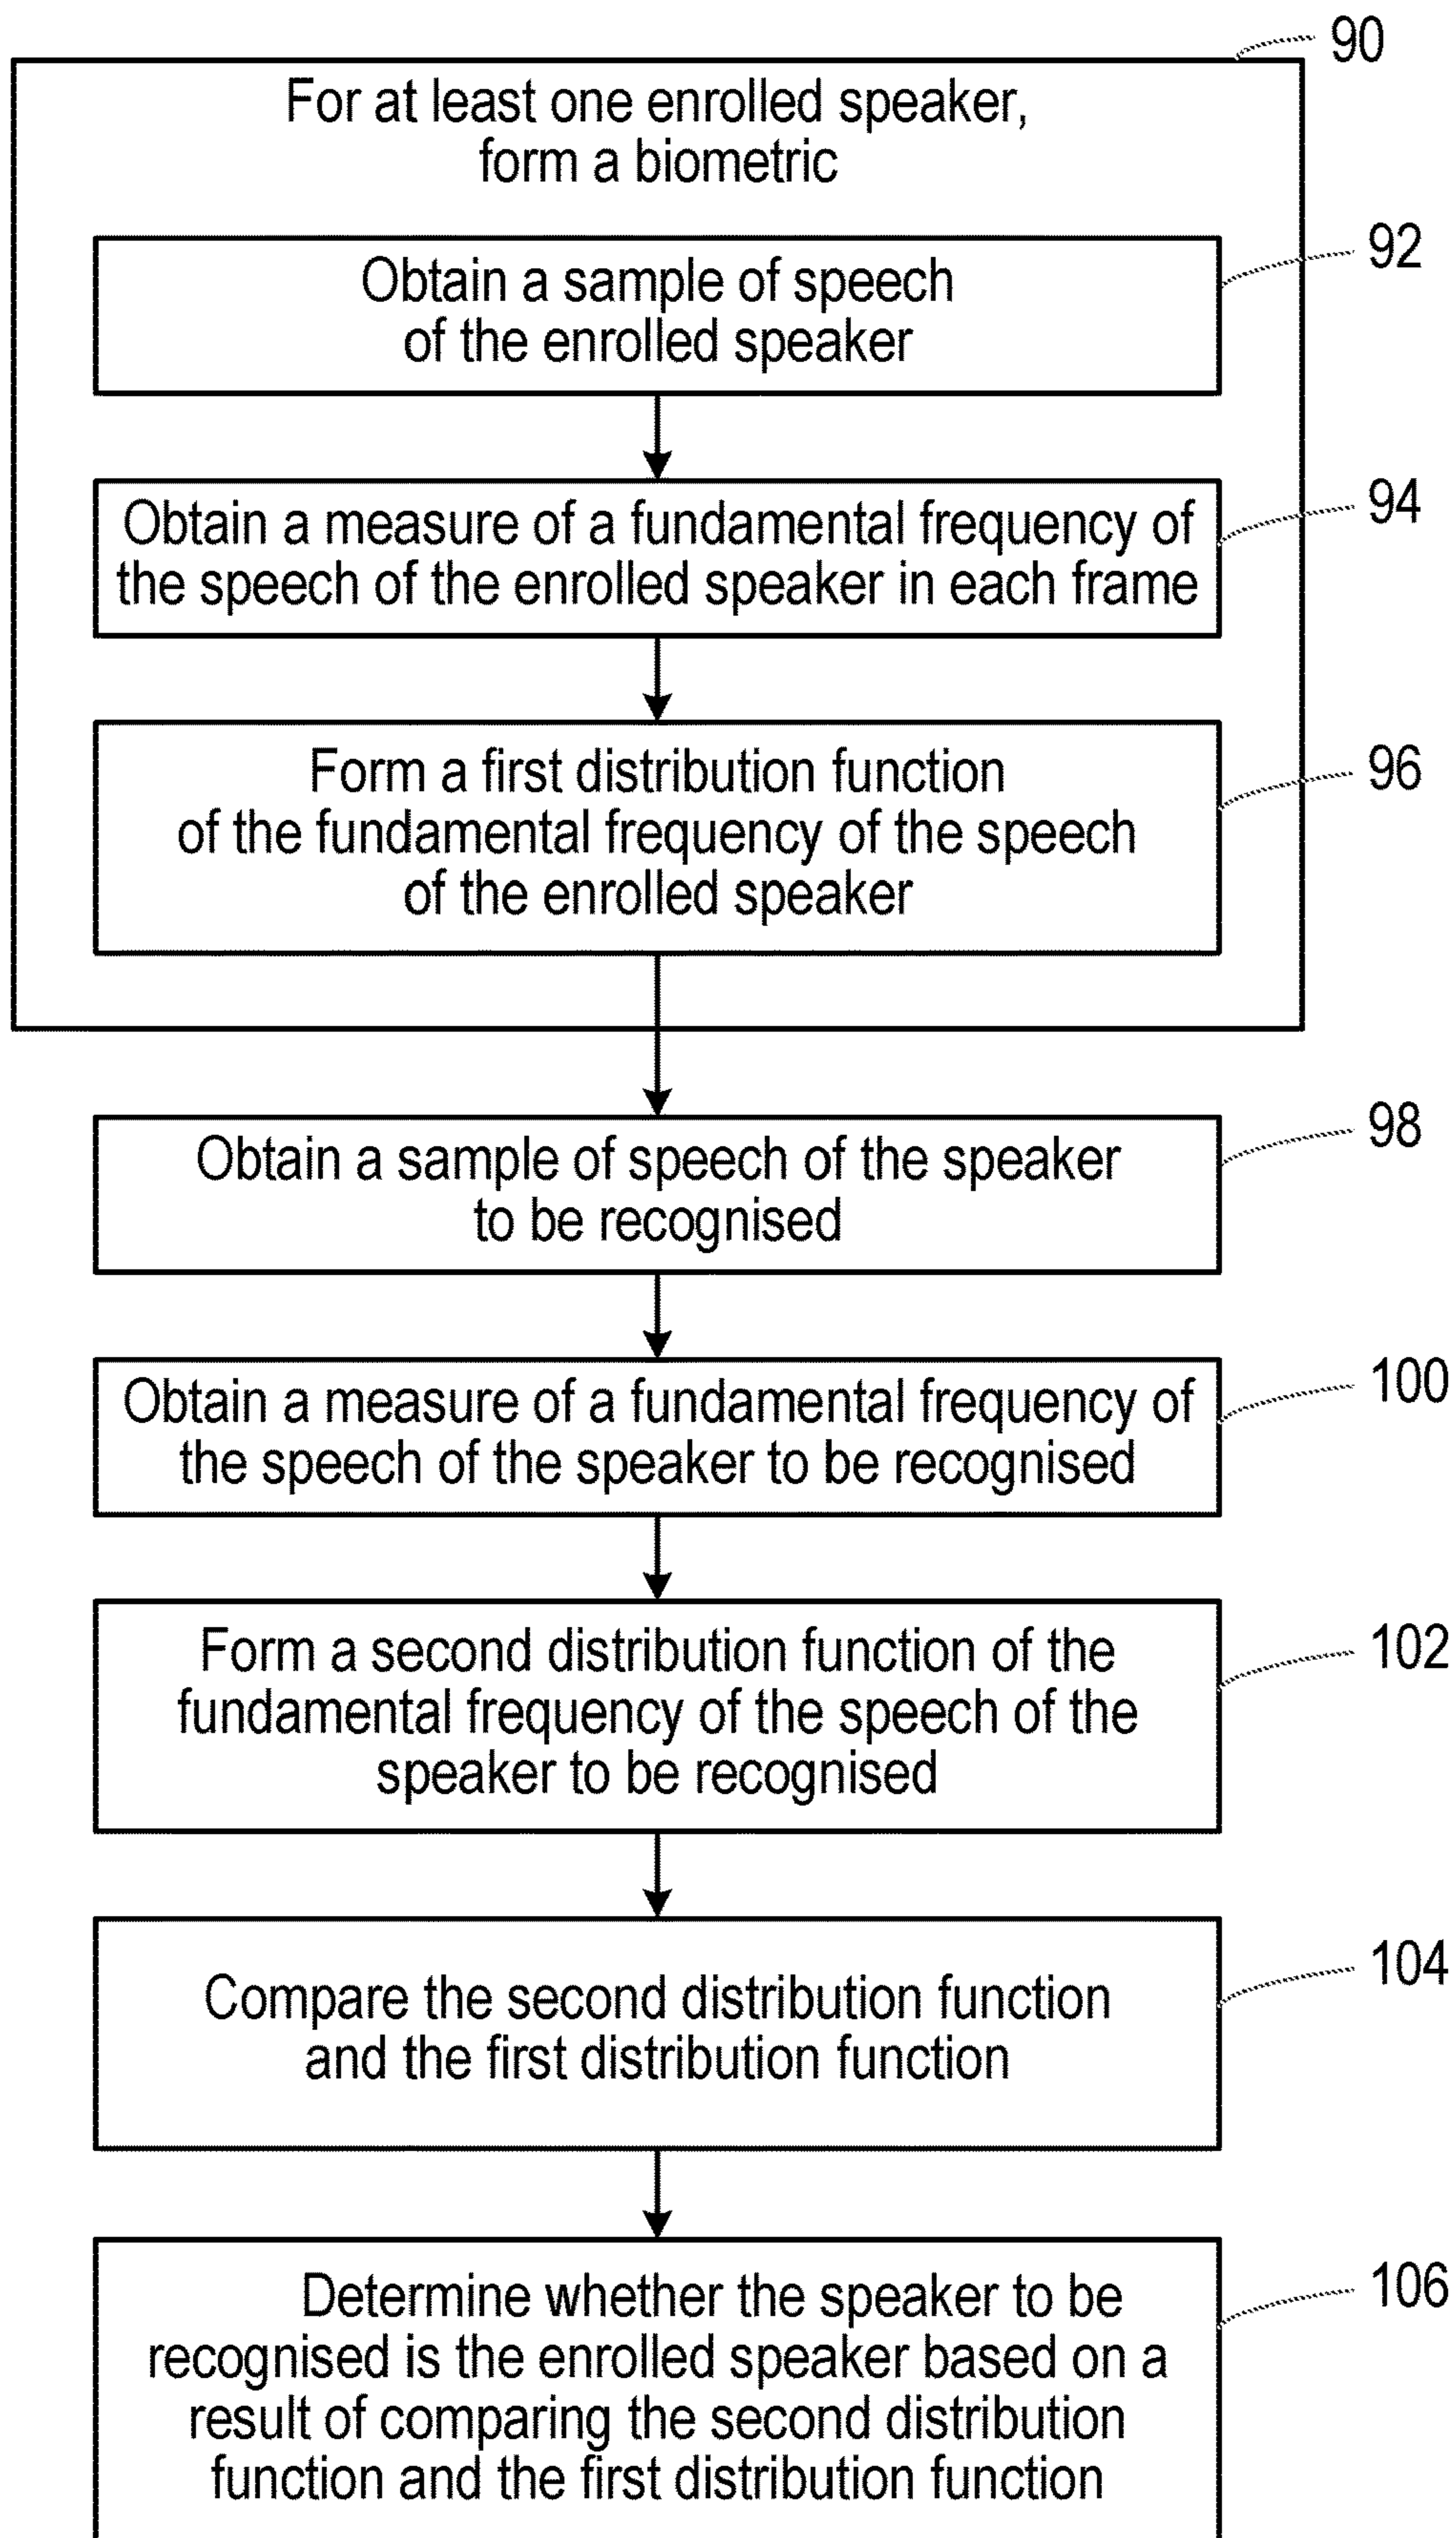 90
For at least one enrolled speaker,
form a biometric
92
Obtain a sample of speech
of the enrolled speaker
94
Obtain a measure of a fundamental frequency of
the speech of the enrolled speaker in each frame
96
Form a first distribution function
of the fundamental frequency of the speech
of the enrolled speaker
98
Obtain a sample of speech of the speaker
to be recognised
100
Obtain a measure of a fundamental frequency of
the speech of the speaker to be recognised
102
Form a second distribution function of the
fundamental frequency of the speech of the
speaker to be recognised
104
Compare the second distribution function
and the first distribution function
106
Determine whether the speaker to be
recognised is the enrolled speaker based on a
result of comparing the second distribution
function and the first distribution function